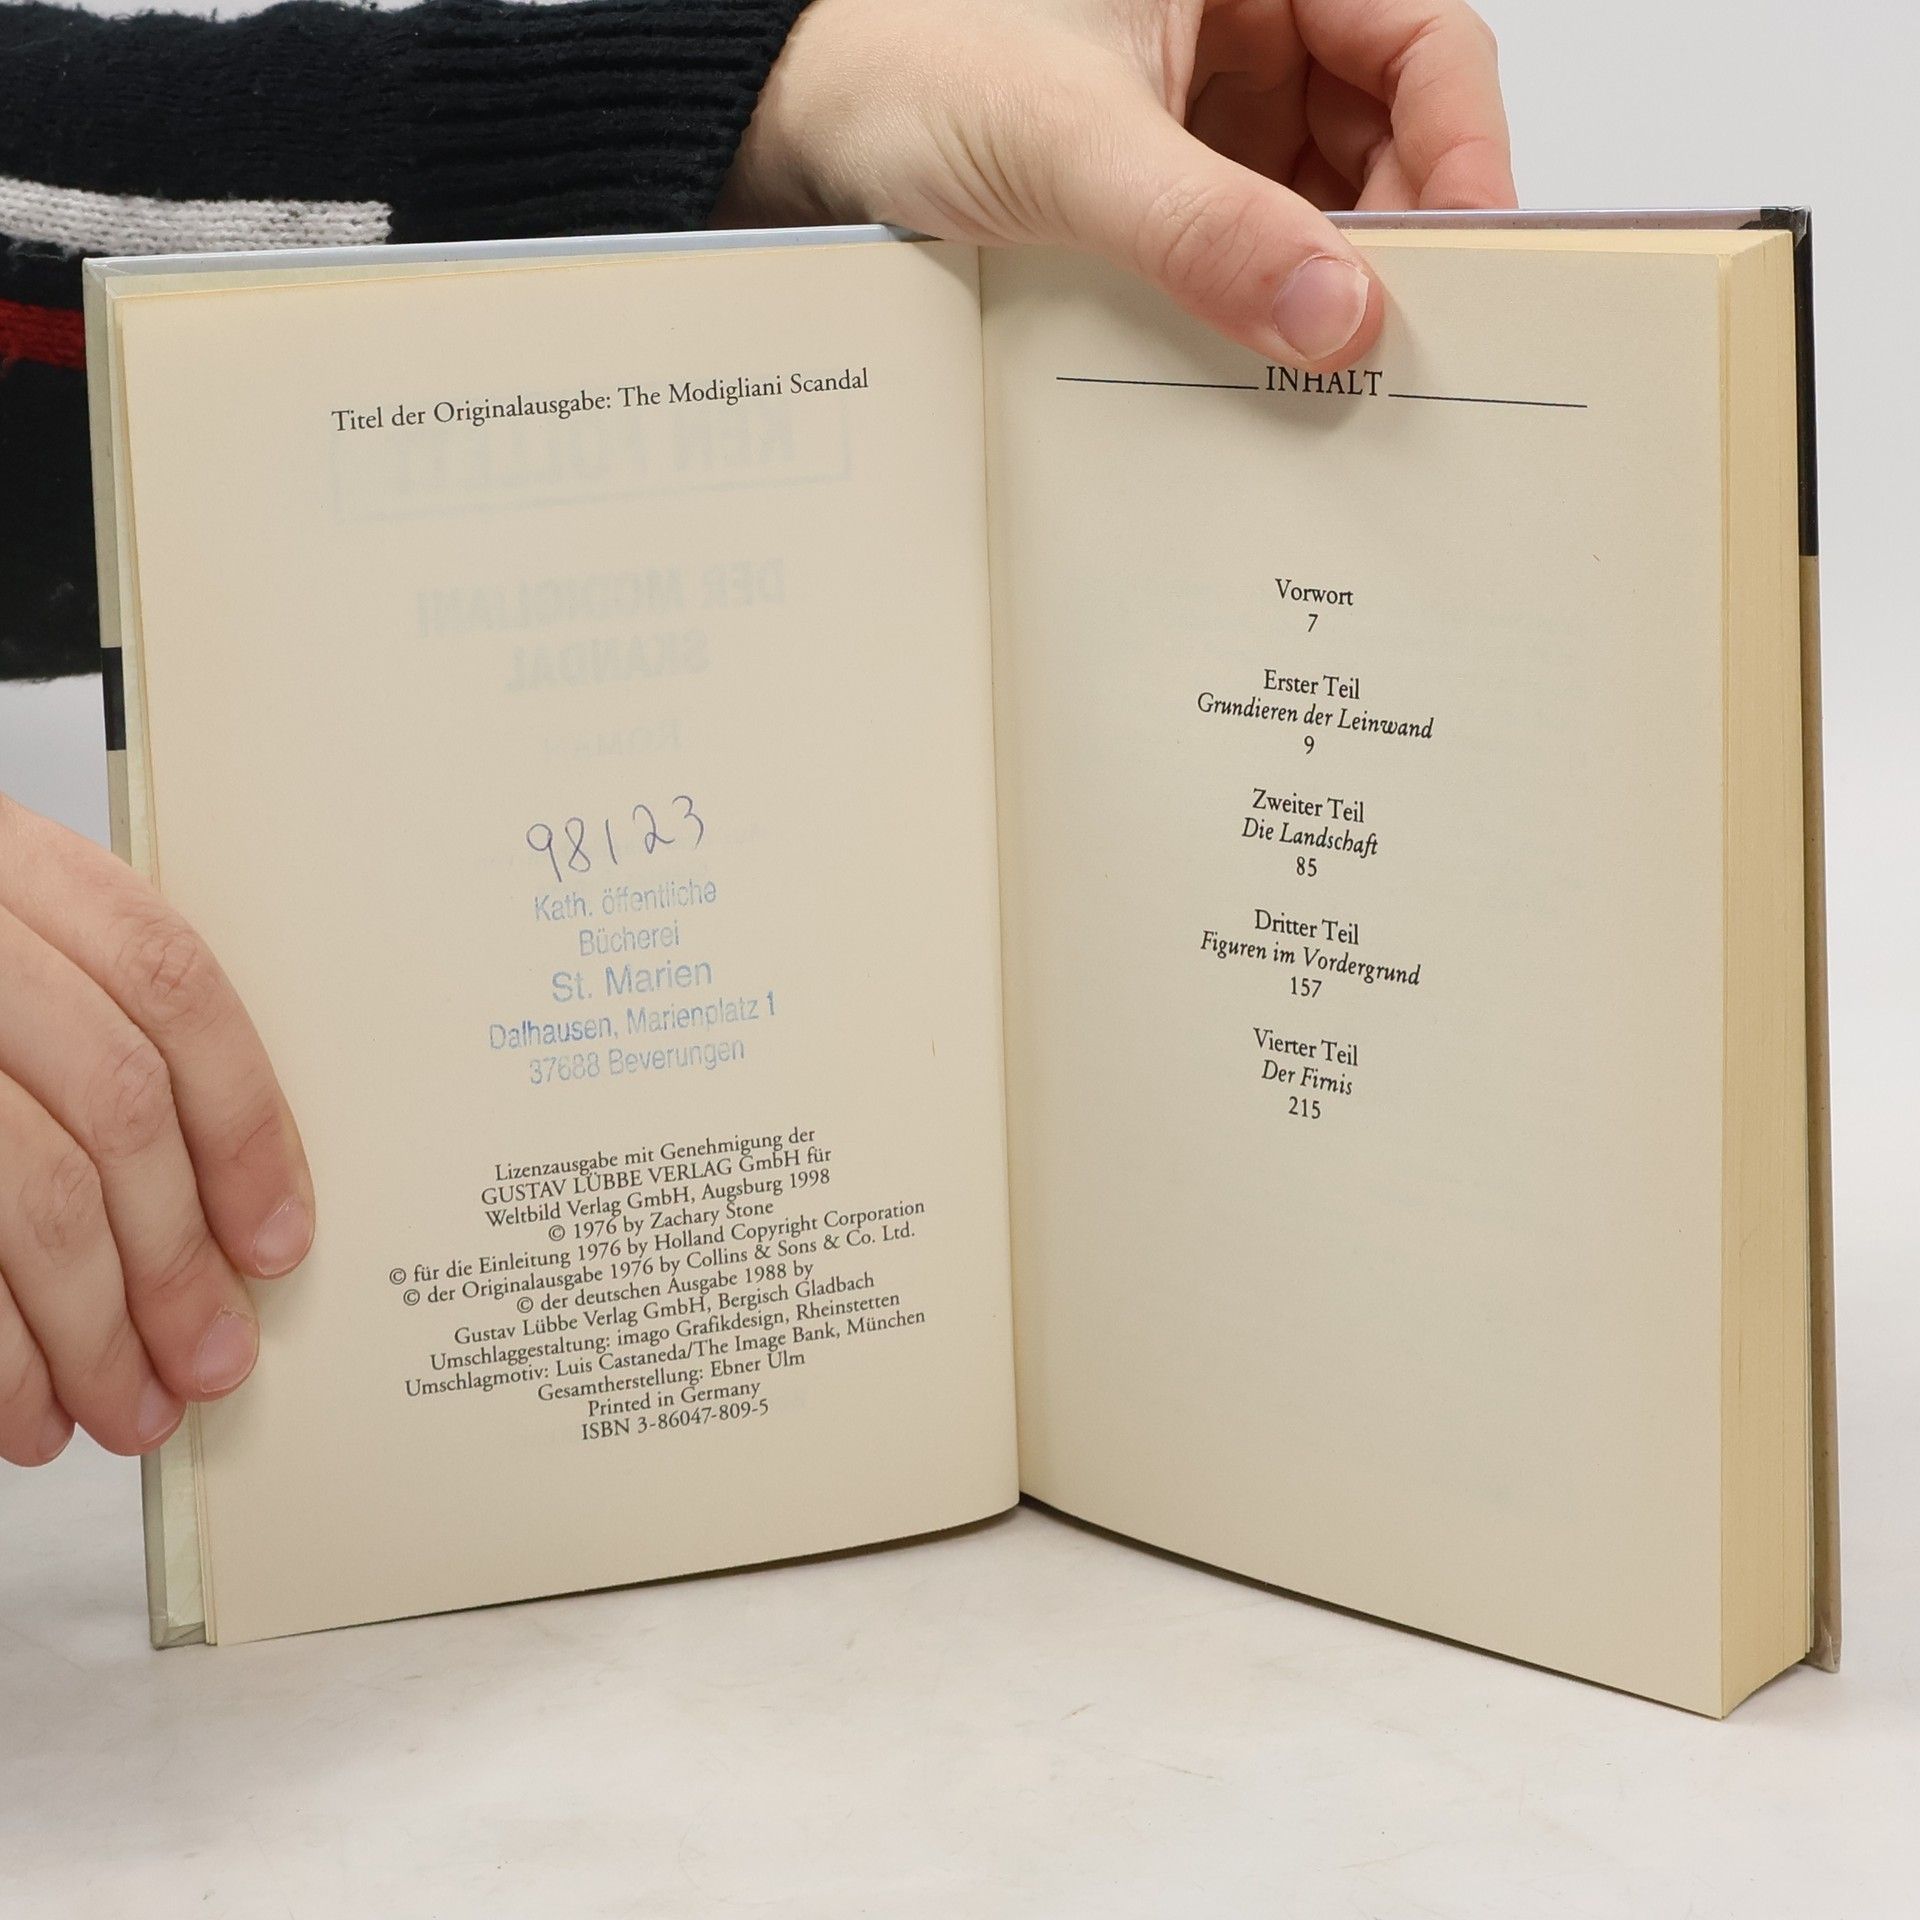 Titel der Originalausgabe: The Modigliani Scandal
98123
Kath. öffentliche
Bücherei
St. Marien
Dalhausen, Marienplatz 1
37688 Beverungen
Lizenzausgabe mit Genehmigung der
GUSTAV LÜBBE VERLAG GmbH für
Weltbild Verlag GmbH, Augsburg 1998
© 1976 by Zachary Stone
© für die Einleitung 1976 by Holland Copyright Corporation
© der Originalausgabe 1976 by Collins & Sons & Co. Ltd.
© der deutschen Ausgabe 1988 by
Gustav Lübbe Verlag GmbH, Bergisch Gladbach
Umschlaggestaltung: imago Grafikdesign, Rheinstetten
Umschlagmotiv: Luis Castaneda/The Image Bank, München
Gesamtherstellung: Ebner Ulm
Printed in Germany
ISBN 3-86047-809-5
INHALT
Vorwort
7
Erster Teil
Grundieren der Leinwand
9
Zweiter Teil
Die Landschaft
85
Dritter Teil
Figuren im Vordergrund
157
Vierter Teil
Der Firnis
215